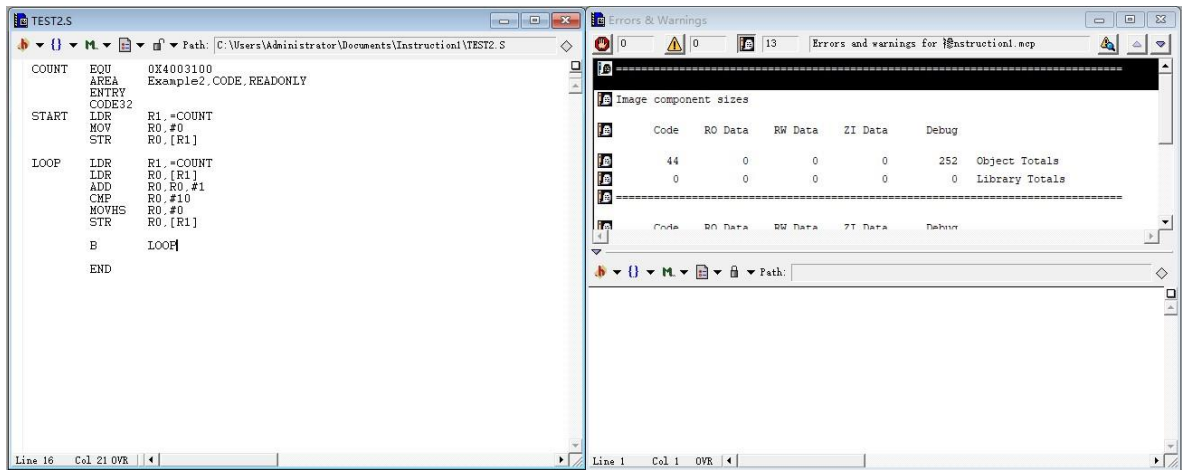 TEST2.S
Path: C:\Users\Administrator\Documents\Instruction1\TEST2.S
COUNT EQU 0X4003100
AREA Example2,CODE,READONLY
ENTRY
CODE32
START LDR R1,=COUNT
MOV R0,#0
STR R0,[R1]
LOOP LDR R1,=COUNT
LDR R0,[R1]
ADD R0,R0,#1
CMP R0,#10
MOVHS R0,#0
STR R0,[R1]
B LOOP
END
Line 16 Col 21 OVR
Errors & Warnings
0 0 13 Errors and warnings for
Image component sizes
Code RO Data RW Data ZI Data Debug
44 0 0 0 252 Object Totals
0 0 0 0 0 Library Totals
Code RO Data RW Data ZI Data Debug
Path:
Line 1 Col 1 OVR